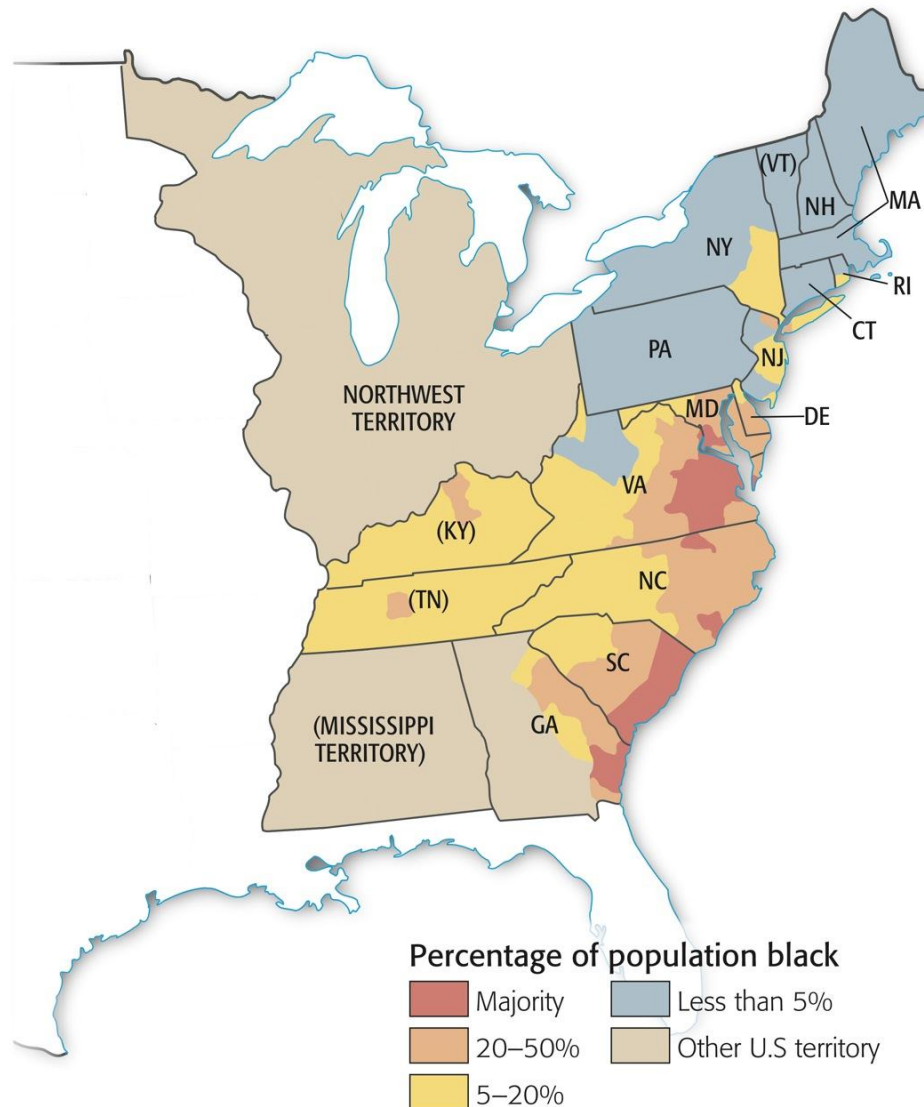 (VT)
NH
MA
NY
RI
CT
PA
NJ
NORTHWEST
TERRITORY
MD
DE
VA
(KY)
NC
(TN)
SC
(MISSISSIPPI
TERRITORY)
GA
Percentage of population black
Majority
Less than 5%
20–50%
Other U.S territory
5–20%